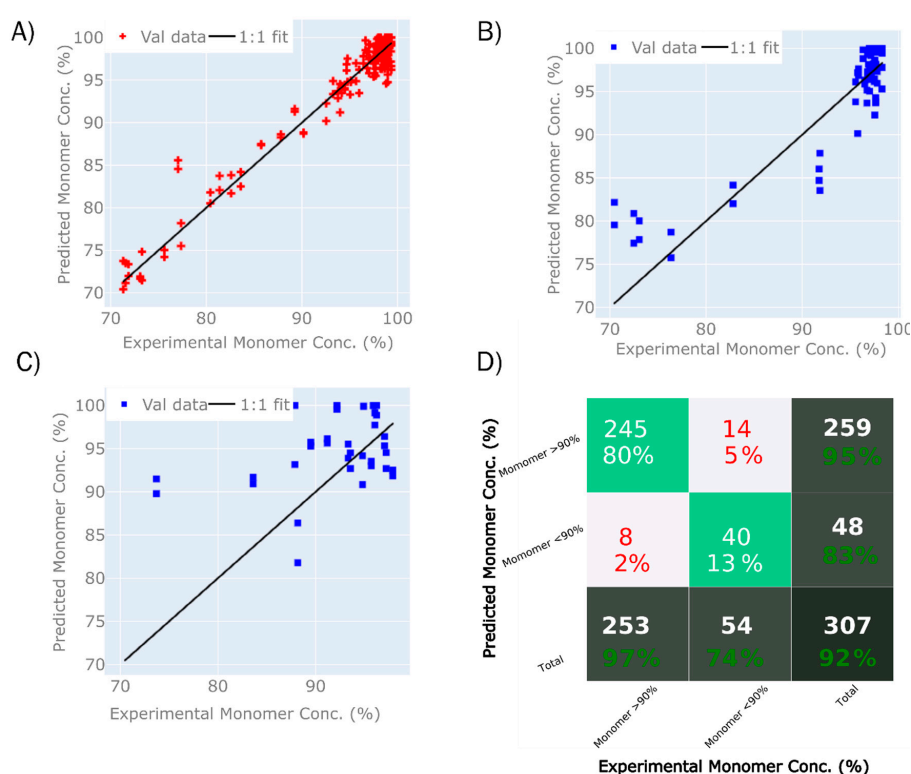 A)
Val data 1:1 fit
100
95
90
85
80
75
70
Predicted Monomer Conc. (%)
70 80 90 100
Experimental Monomer Conc. (%)
B)
Val data 1:1 fit
100
95
90
85
80
75
70
Predicted Monomer Conc. (%)
70 80 90 100
Experimental Monomer Conc. (%)
C)
Val data 1:1 fit
100
95
90
85
80
75
70
Predicted Monomer Conc. (%)
70 80 90
Experimental Monomer Conc. (%)
D)
Predicted Monomer Conc. (%)
Momomer >90%
245 14 259
80% 5% 95%
Momomer <90%
8 40 48
2% 13% 83%
Total
253 54 307
97% 74% 92%
Monomer >90% Monomer <90% Total
Experimental Monomer Conc. (%)